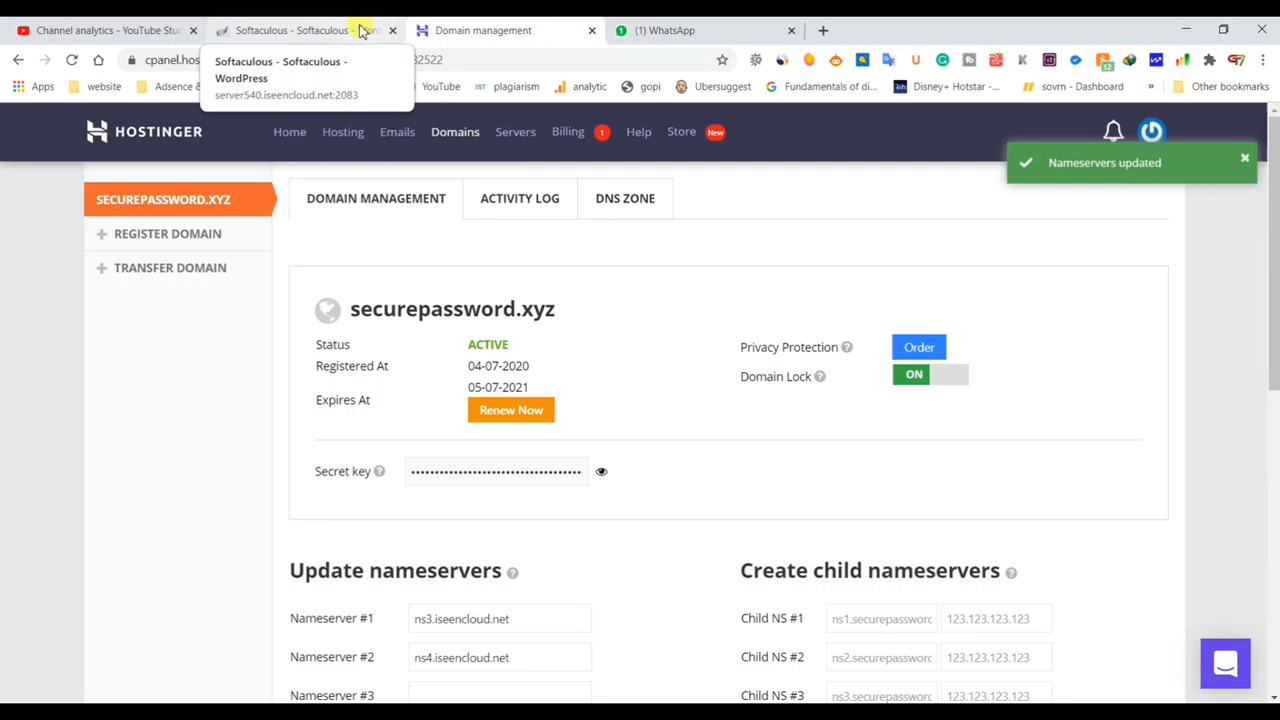 Channel analytics - YouTube Stu
Softaculous - Softaculous -
Domain management
(1) WhatsApp
cpanel.hos
32522
Softaculous - Softaculous -
WordPress
server540.iseencloud.net:2083
Apps
website
Adsence
YouTube
SST
plagiarism
analytic
gopi
Ubersuggest
Fundamentals of di...
Disney+ Hotstar - ...
sovrn - Dashboard
»
Other bookmarks
12
HOSTINGER
Home
Hosting
Emails
Domains
Servers
Billing
1
Help
Store
New
Nameservers updated
SECUREPASSWORD.XYZ
REGISTER DOMAIN
TRANSFER DOMAIN
DOMAIN MANAGEMENT
ACTIVITY LOG
DNS ZONE
securepassword.xyz
Status
ACTIVE
Registered At
04-07-2020
05-07-2021
Expires At
Renew Now
Privacy Protection
Order
Domain Lock
ON
Secret key
Update nameservers
Nameserver #1
ns3.iseencloud.net
Nameserver #2
ns4.iseencloud.net
Nameserver #3
Create child nameservers
Child NS #1
ns1.securepassword
123.123.123.123
Child NS #2
ns2.securepassword
123.123.123.123
Child NS #3
ns3.securepassword
123.123.123.123